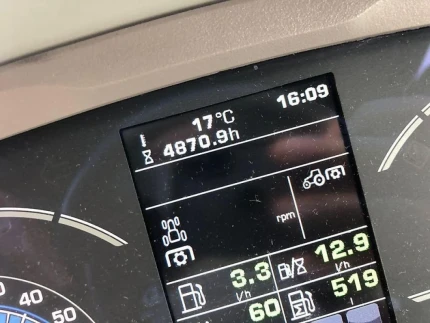 17°C 16:09
4870.9h
rpm
3.3 l/h 12.9 l/h
60 519 l
40
50